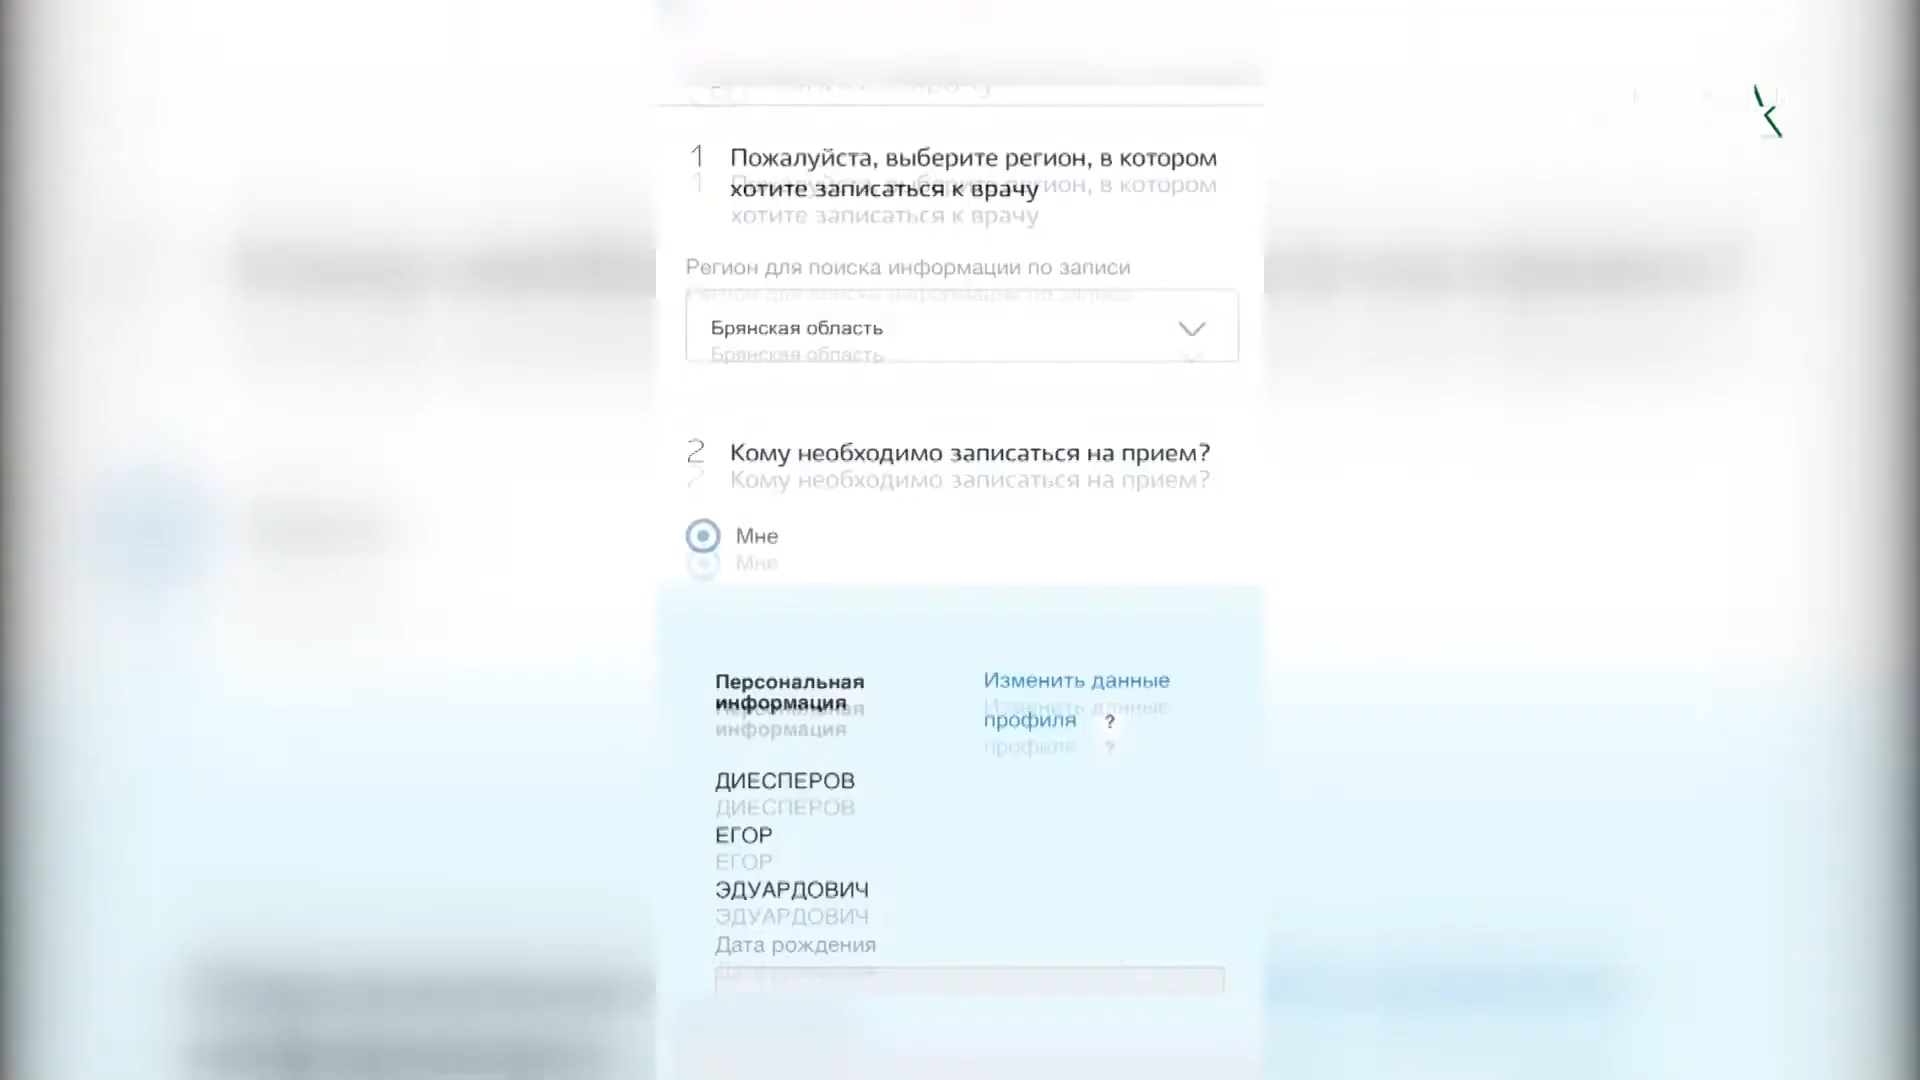 1 Пожалуйста, выберите регион, в котором
хотите записаться к врачу
Регион для поиска информации по записи
Брянская область
2 Кому необходимо записаться на прием?
Мне
Персональная
информация
Изменить данные
профиля ?
ДИЕСПЕРОВ
ЕГОР
ЭДУАРДОВИЧ
Дата рождения